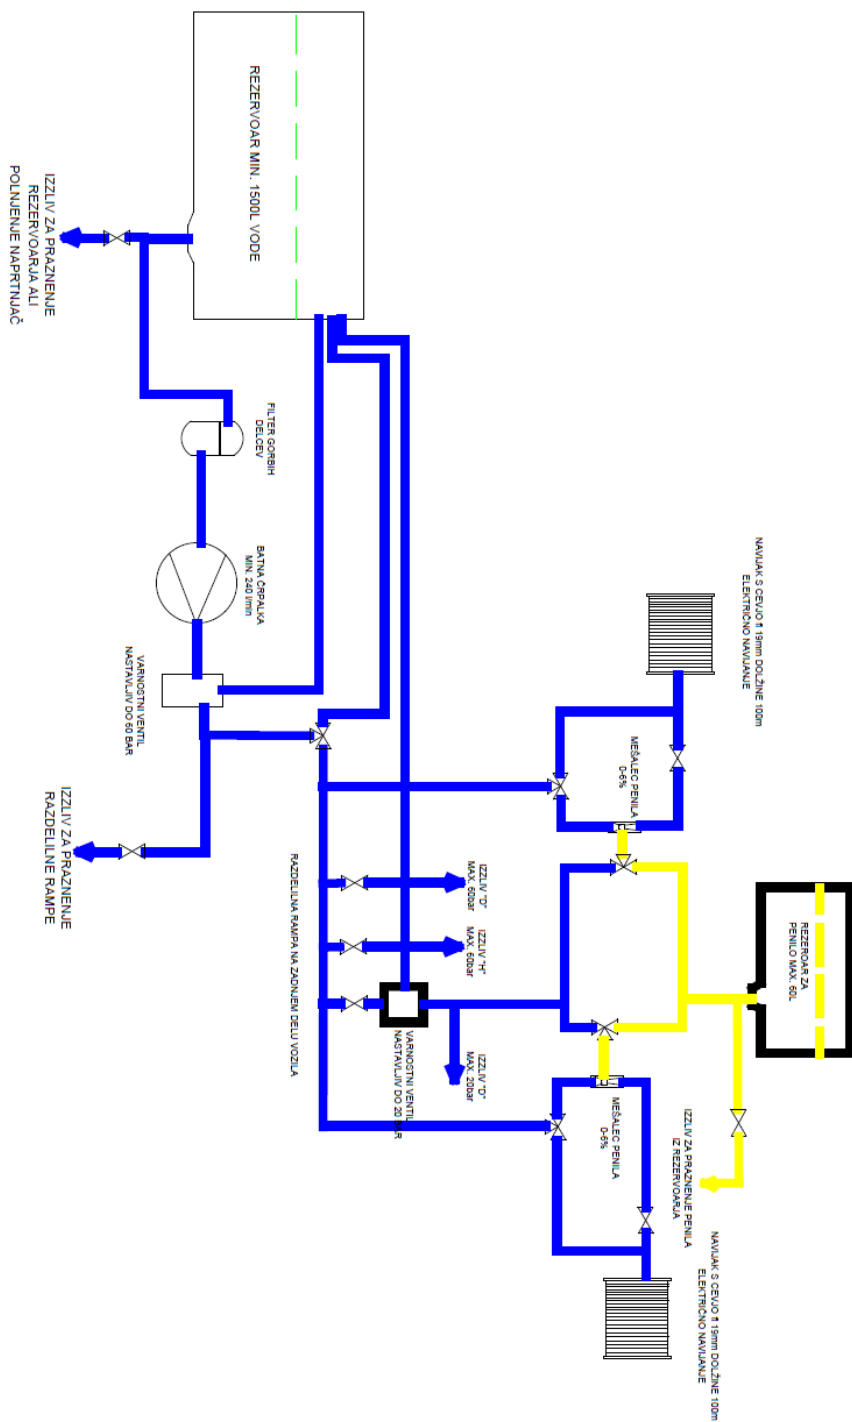 REZERVOAR MIN. 1500L VODE
IZZLIV ZA PRAZNENJE
REZERVOARJA ALI
POLNJENJE NAPRTNJAČ
FILTER GORBIH
DELCEV
BATNA ČRPALKA
MIN. 240 l/min
VARNOSTNI VENTIL
NASTAVLJIV DO 60 BAR
IZZLIV ZA PRAZNENJE
RAZDELILNE RAMPE
RAZDELILNA RAMPA NA ZADNJEM DELU VOZILA
NAVIJAK S CEVJO fi 19mm DOLŽINE 100m
ELEKTRIČNO NAVIJANJE
MEŠALEC PENILA
0-6%
IZZLIV "D"
MAX. 60bar
IZZLIV "H"
MAX. 60bar
VARNOSTNI VENTIL
NASTAVLJIV DO 20 BAR
IZZLIV "D"
MAX. 20bar
REZEROAR ZA
PENILO MAX. 60L
MEŠALEC PENILA
0-6%
IZZLIV ZA PRAZNENJE PENILA
IZ REZERVOARJA
NAVIJAK S CEVJO fi 19mm DOLŽINE 100m
ELEKTRIČNO NAVIJANJE